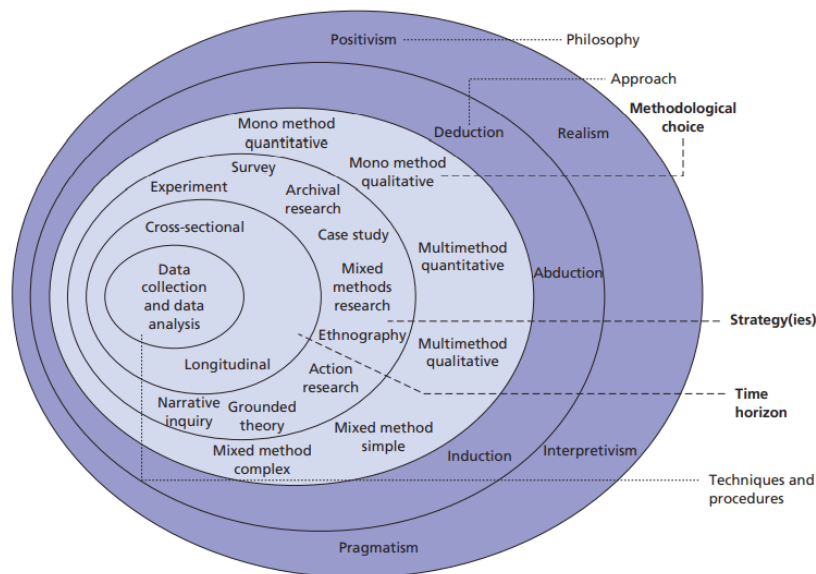 Positivism
Philosophy
Approach
Methodological
choice
Mono method
quantitative
Deduction
Realism
Survey
Mono method
qualitative
Experiment
Archival
research
Cross-sectional
Case study
Multimethod
quantitative
Data
collection
and data
analysis
Mixed
methods
research
Abduction
Strategy(ies)
Ethnography
Multimethod
qualitative
Longitudinal
Action
research
Time
horizon
Narrative
inquiry
Grounded
theory
Mixed method
simple
Mixed method
complex
Induction
Interpretivism
Techniques and
procedures
Pragmatism